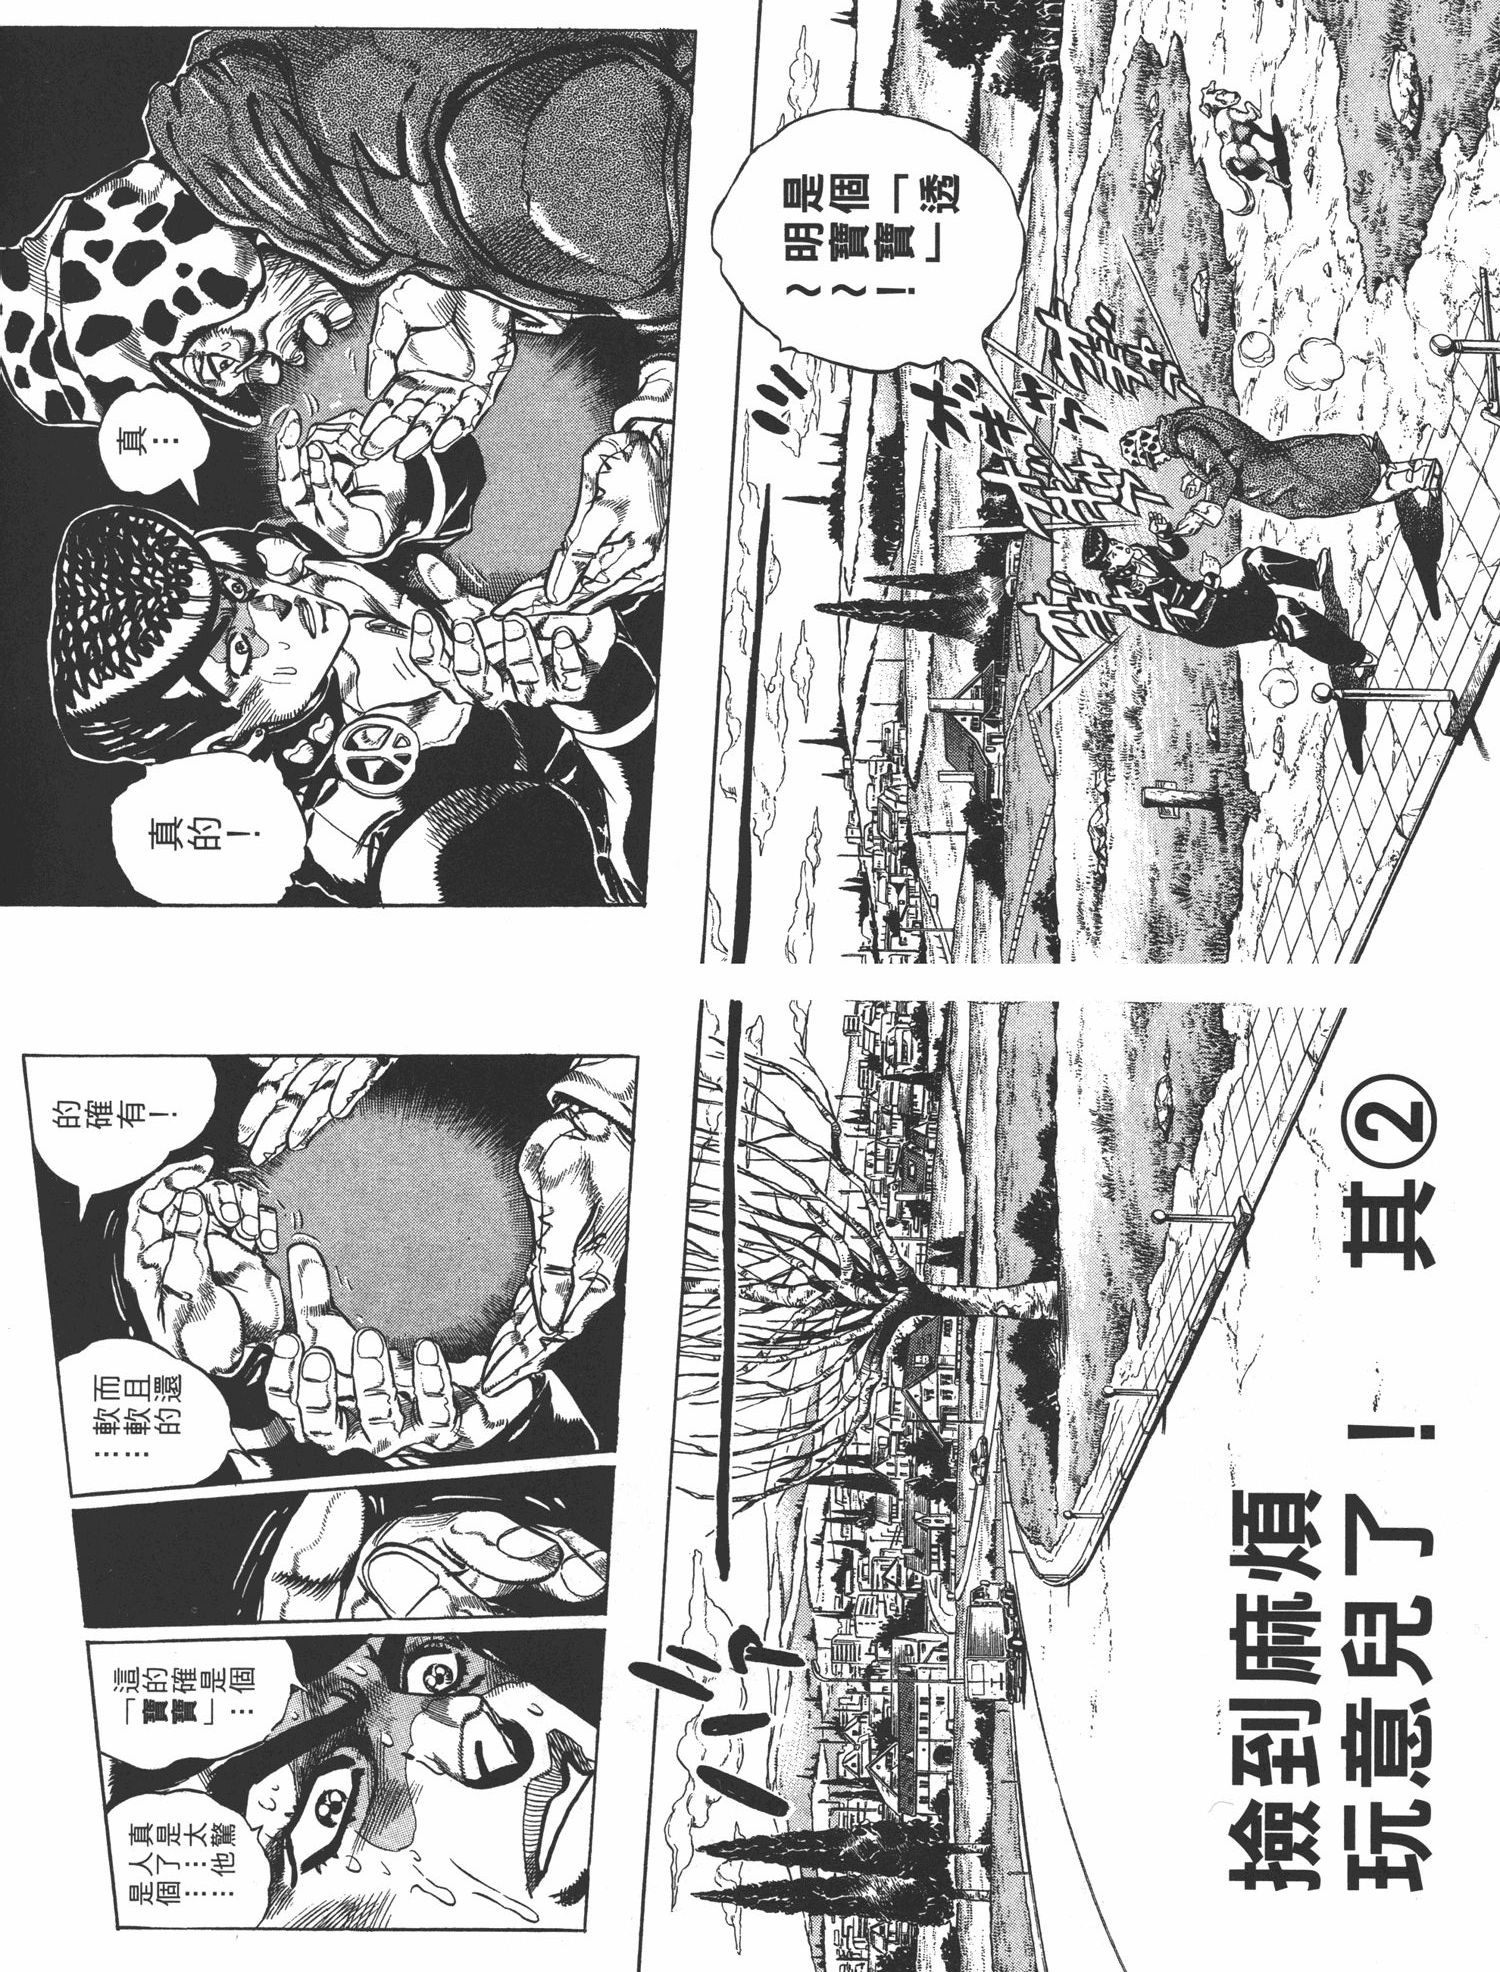 真…
真的！
是個「透
明寶寶」
～～！
的確有！
而且還
軟軟的
……
這的確是個
「寶寶」…
真是太驚
人了…他
是個……
撿到麻煩
玩意兒了！ 其②